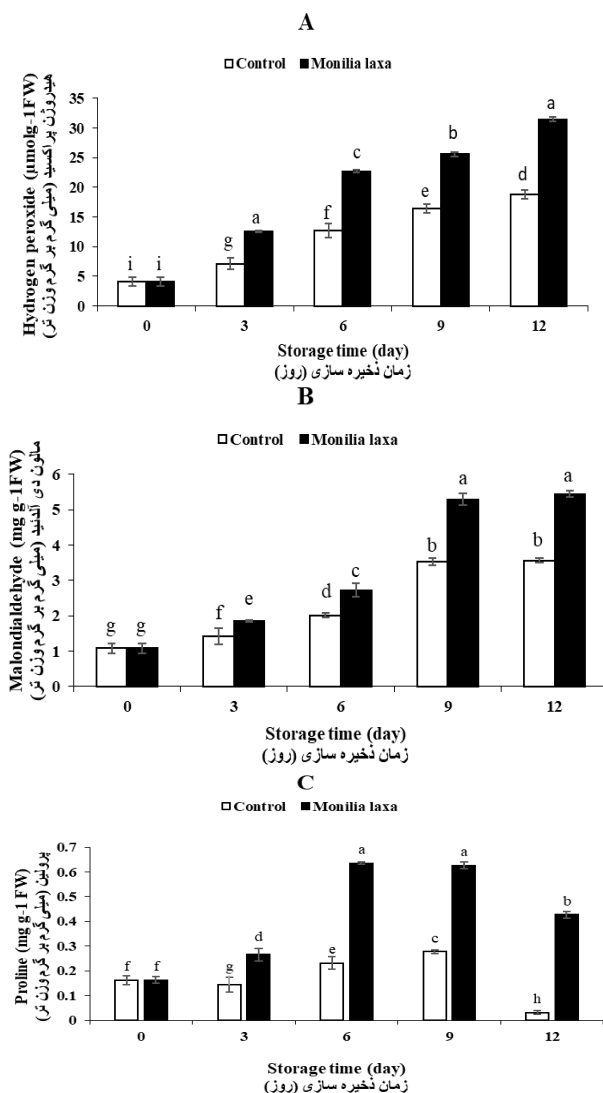 A
Control Monilia laxa
Hydrogen peroxide (µmolg-1FW)
هیدروژن پراکسید (میلی گرم بر گرم وزن تر)
35
30
25
20
15
10
5
0
i i g a f c e b d a
0 3 6 9 12
Storage time (day)
زمان ذخیره سازی (روز)
B
Control Monilia laxa
Malondialdehyde (mg g-1FW)
مالون دی آلدئید (میلی گرم بر گرم وزن تر)
6
5
4
3
2
1
0
g g f e d c b a b a
0 3 6 9 12
Storage time (day)
زمان ذخیره سازی (روز)
C
Control Monilia laxa
Proline (mg g-1 FW)
پرولین (میلی گرم بر گرم وزن تر)
0.7
0.6
0.5
0.4
0.3
0.2
0.1
0
f f g d e a c a h b
0 3 6 9 12
Storage time (day)
زمان ذخیره سازی (روز)